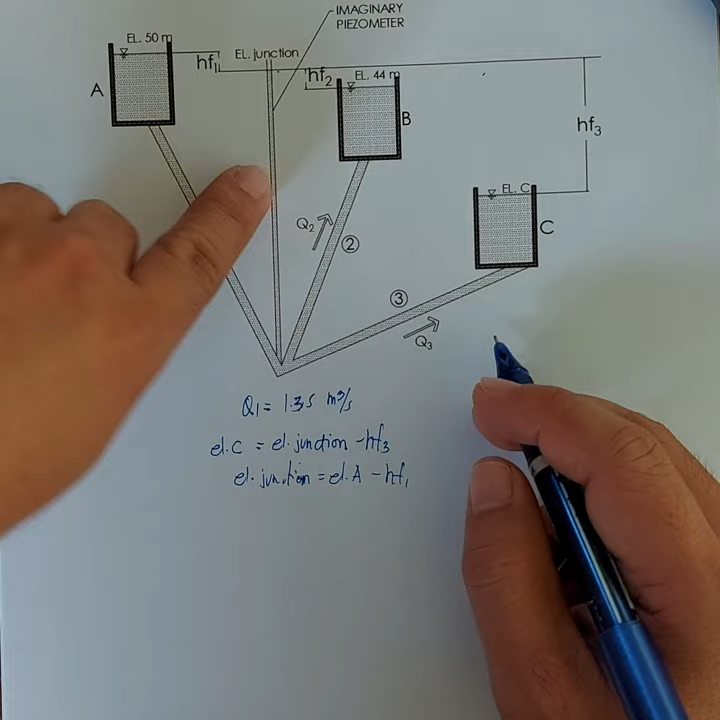 IMAGINARY
PIEZOMETER
EL. 50 m
EL. junction
hf1
hf2
EL. 44 m
A
B
hf3
EL. C
C
Q2
②
③
Q3
Q1 = 1.35 m³/s
el. C = el. junction - hf3
el. junction = el. A - hf1